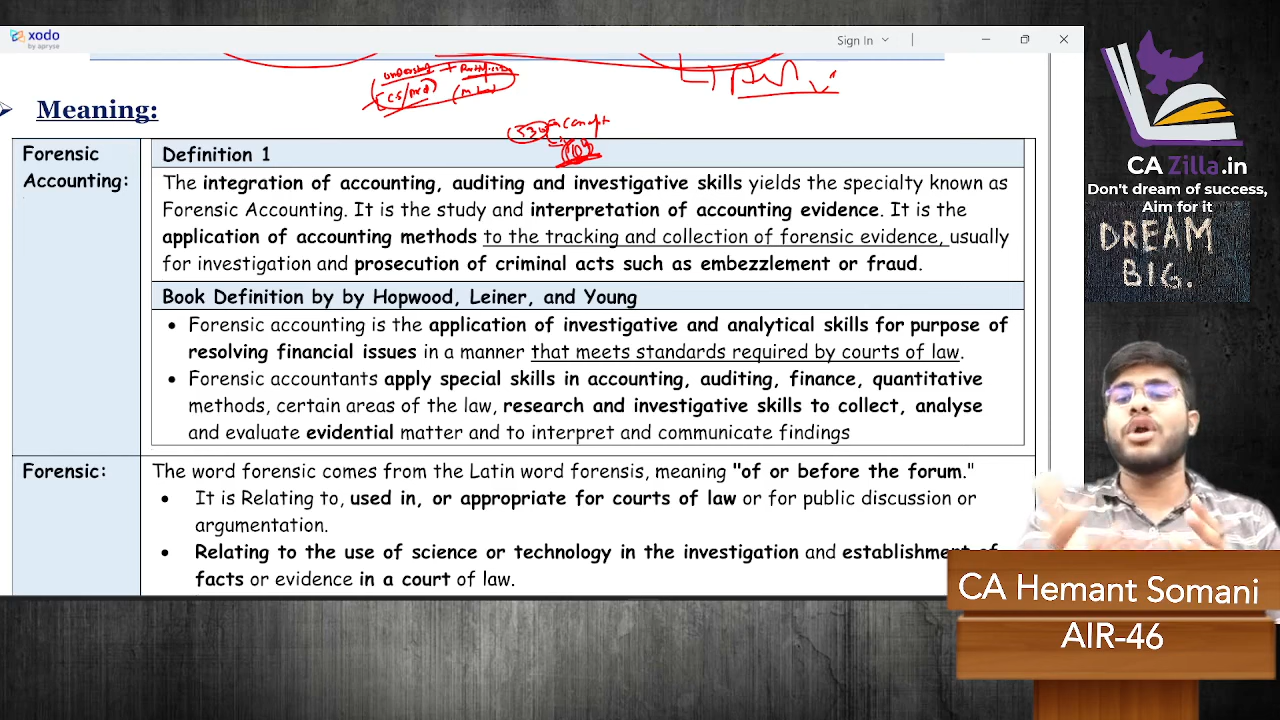 xodo
by apryse
Sign In
Meaning:
Forensic
Accounting:
Definition 1
The integration of accounting, auditing and investigative skills yields the specialty known as
Forensic Accounting. It is the study and interpretation of accounting evidence. It is the
application of accounting methods to the tracking and collection of forensic evidence, usually
for investigation and prosecution of criminal acts such as embezzlement or fraud.
Book Definition by by Hopwood, Leiner, and Young
• Forensic accounting is the application of investigative and analytical skills for purpose of
resolving financial issues in a manner that meets standards required by courts of law.
• Forensic accountants apply special skills in accounting, auditing, finance, quantitative
methods, certain areas of the law, research and investigative skills to collect, analyse
and evaluate evidential matter and to interpret and communicate findings
Forensic:
The word forensic comes from the Latin word forensis, meaning "of or before the forum."
• It is Relating to, used in, or appropriate for courts of law or for public discussion or
argumentation.
• Relating to the use of science or technology in the investigation and establishment of
facts or evidence in a court of law.
CA Zilla.in
Don't dream of success,
Aim for it
DREAM
BIG.
CA Hemant Somani
AIR-46